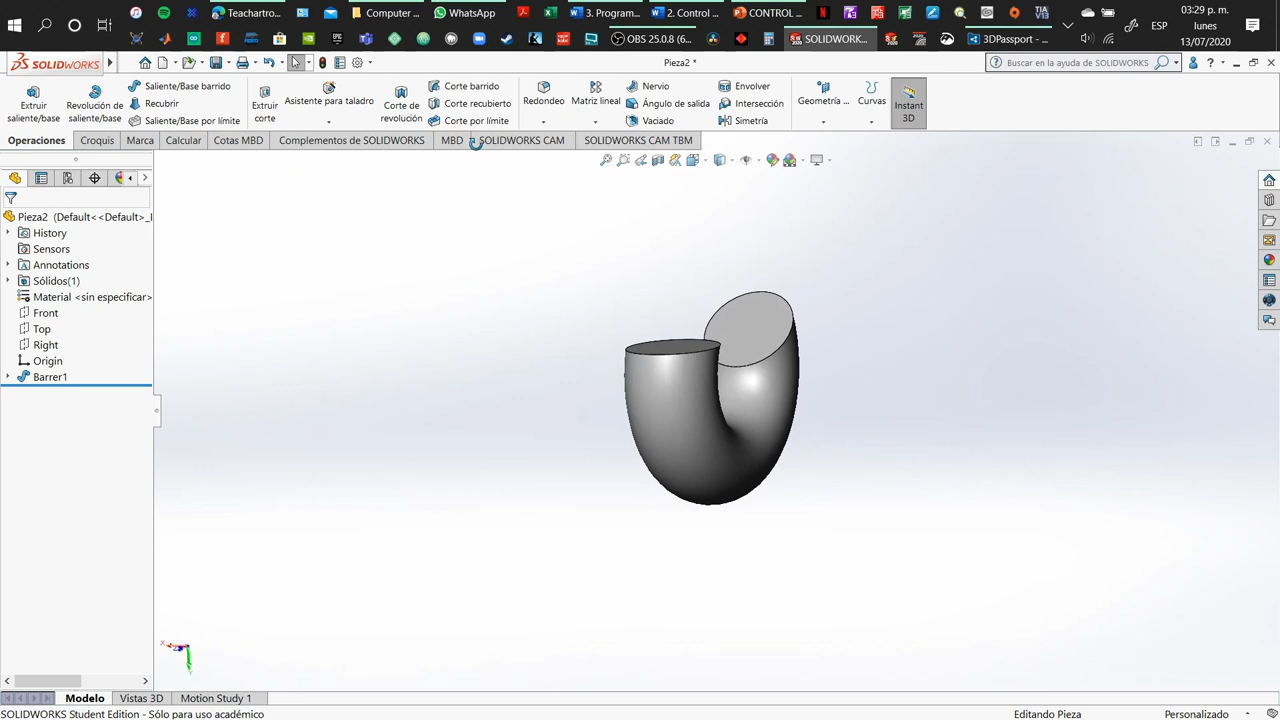 Teachartro...
Computer ...
WhatsApp
3. Program...
2. Control ...
CONTROL ...
TIA V13
ESP
03:29 p. m.
lunes
13/07/2020
OBS 25.0.8 (6...
SOLIDWORK...
3DPassport - ...
SOLIDWORKS
Pieza2 *
Buscar en la ayuda de SOLIDWORKS
Extruir saliente/base
Revolución de saliente/base
Saliente/Base barrido
Recubrir
Saliente/Base por límite
Extruir corte
Asistente para taladro
Corte de revolución
Corte barrido
Corte recubierto
Corte por límite
Redondeo
Matriz lineal
Nervio
Ángulo de salida
Vaciado
Envolver
Intersección
Simetría
Geometría ...
Curvas
Instant 3D
Operaciones
Croquis
Marca
Calcular
Cotas MBD
Complementos de SOLIDWORKS
MBD
SOLIDWORKS CAM
SOLIDWORKS CAM TBM
Pieza2 (Default<<Default>_
History
Sensors
Annotations
Sólidos(1)
Material <sin especificar>
Front
Top
Right
Origin
Barrer1
X
Z
Y
Modelo
Vistas 3D
Motion Study 1
SOLIDWORKS Student Edition - Sólo para uso académico
Editando Pieza
Personalizado